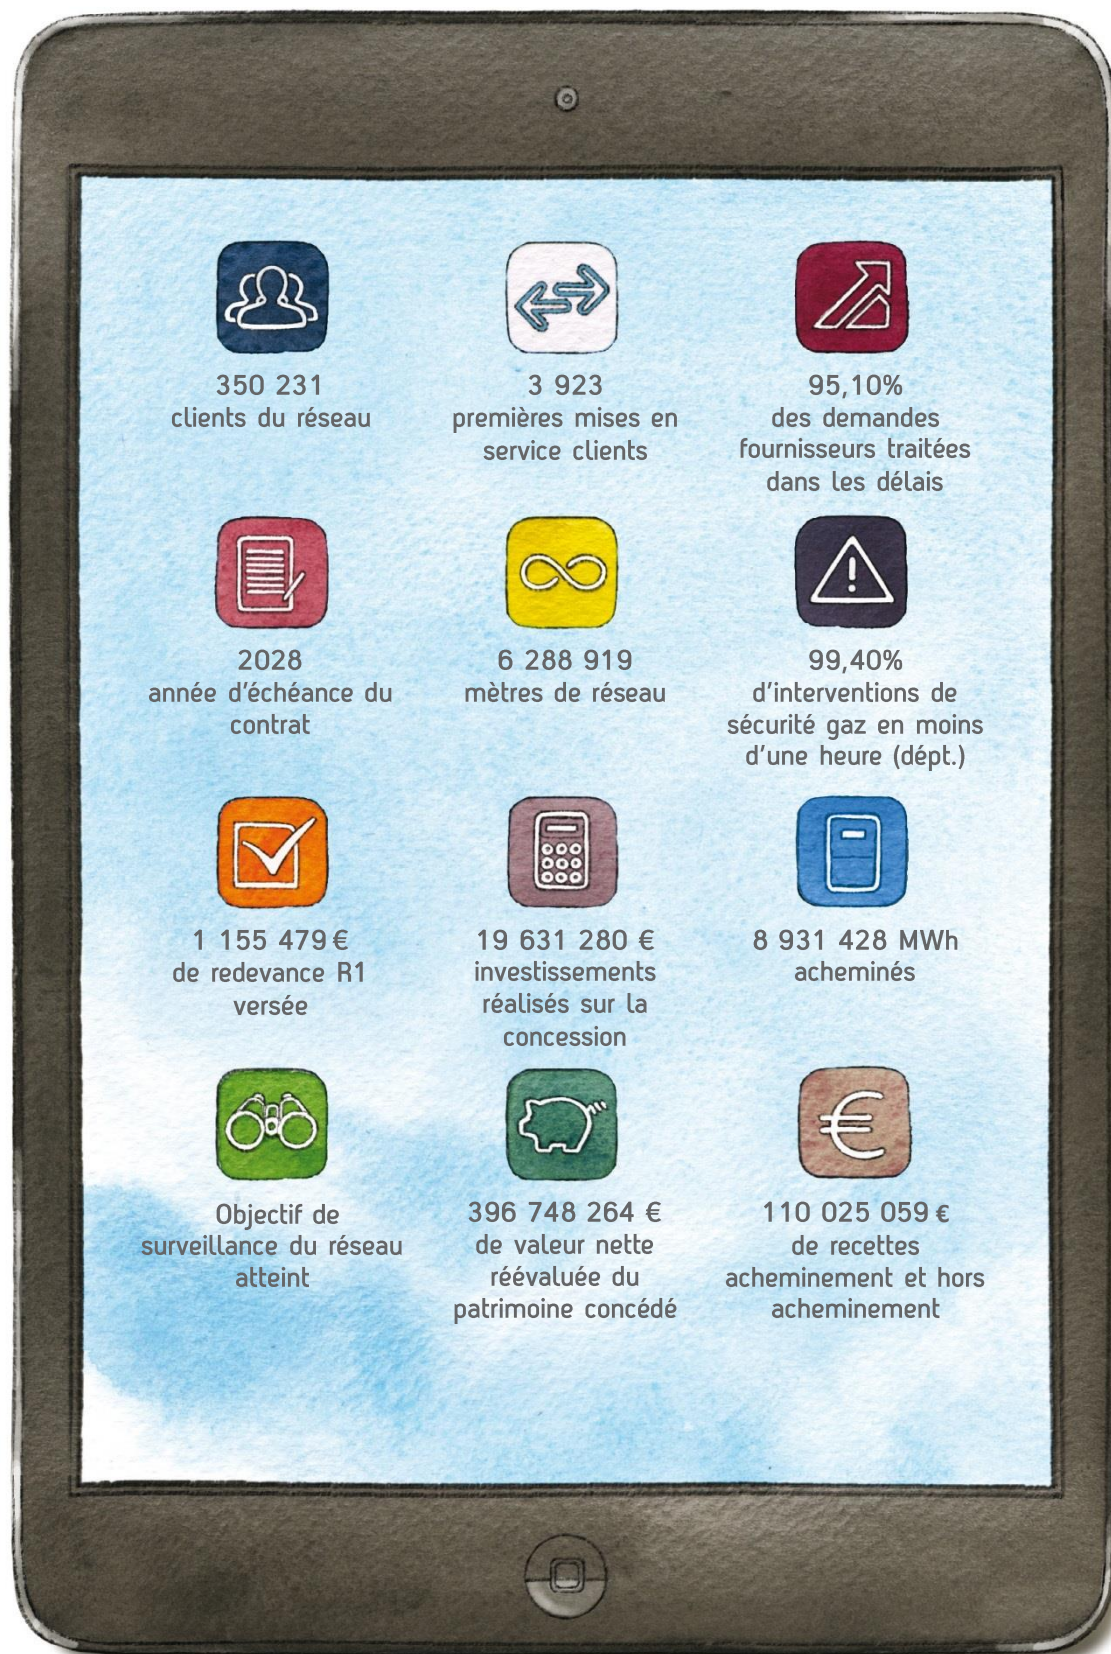 350 231
clients du réseau
3 923
premières mises en
service clients
95,10%
des demandes
fournisseurs traitées
dans les délais
2028
année d'échéance du
contrat
6 288 919
mètres de réseau
99,40%
d'interventions de
sécurité gaz en moins
d'une heure (dépt.)
1 155 479 €
de redevance R1
versée
19 631 280 €
investissements
réalisés sur la
concession
8 931 428 MWh
acheminés
Objectif de
surveillance du réseau
atteint
396 748 264 €
de valeur nette
réévaluée du
patrimoine concédé
110 025 059 €
de recettes
acheminement et hors
acheminement